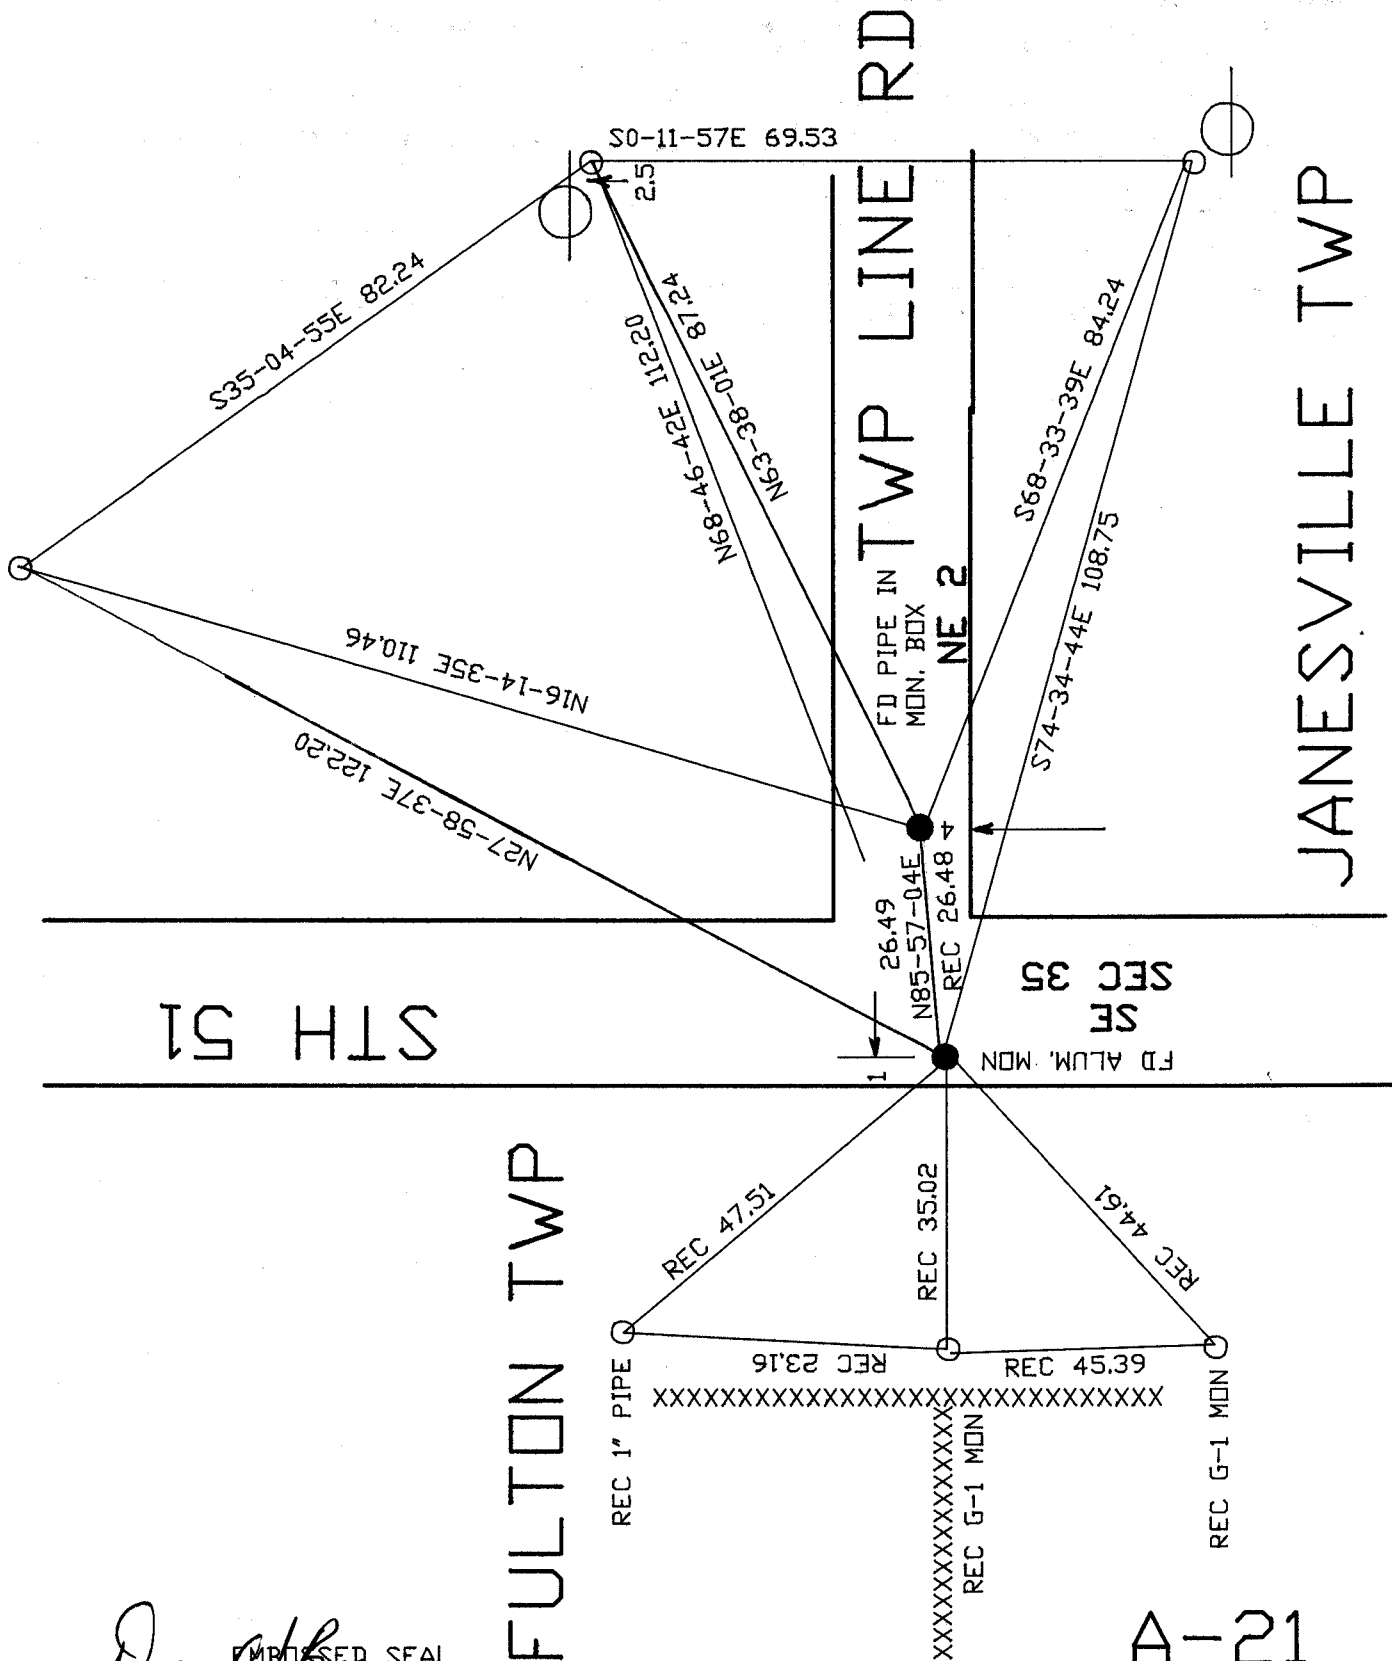 S0-11-57E 69.53
2.5
S35-04-55E 82.24
N63-38-01E 87.24
N68-46-42E 112.20
TWP LINE RD
S68-33-39E 84.24
S74-34-44E 108.75
JANESVILLE TWP
N16-14-35E 110.46
N27-58-37E 122.20
FD PIPE IN
MON. BOX
NE 2
4
26.49
N85-57-04E
REC 26.48
STH 51
SE
SEC 35
FD ALUM. MON
1
FULTON TWP
REC 47.51
REC 35.02
REC 44.61
REC 23.16
REC 45.39
REC 1" PIPE
XXXXXXXXXXXXXXXXXXXXXXXXXXXXXX
XXXXXXXXXXXXXXX
REC G-1 MON
REC G-1 MON
EMBOSSED SEAL
A-21